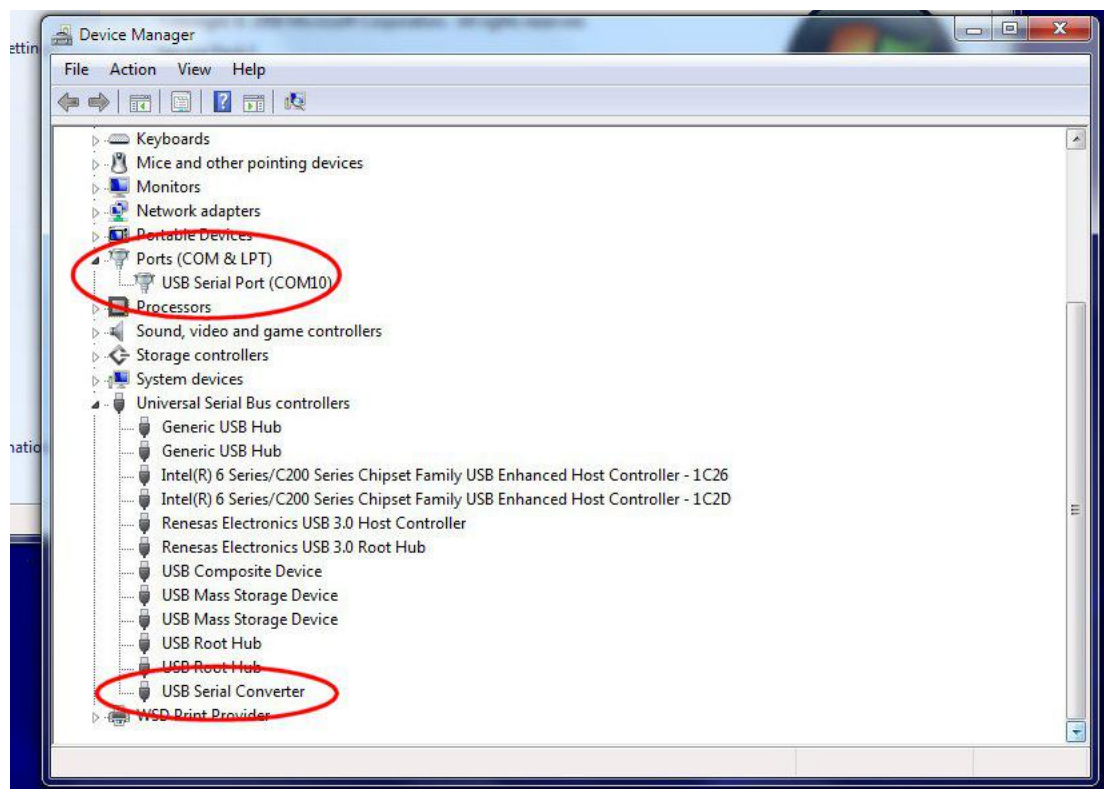 ettin
Device Manager
File Action View Help
Keyboards
Mice and other pointing devices
Monitors
Network adapters
Portable Devices
Ports (COM & LPT)
USB Serial Port (COM10)
Processors
Sound, video and game controllers
Storage controllers
System devices
Universal Serial Bus controllers
Generic USB Hub
natio
Generic USB Hub
Intel(R) 6 Series/C200 Series Chipset Family USB Enhanced Host Controller - 1C26
Intel(R) 6 Series/C200 Series Chipset Family USB Enhanced Host Controller - 1C2D
Renesas Electronics USB 3.0 Host Controller
Renesas Electronics USB 3.0 Root Hub
USB Composite Device
USB Mass Storage Device
USB Mass Storage Device
USB Root Hub
USB Root Hub
USB Serial Converter
WSD Print Provider